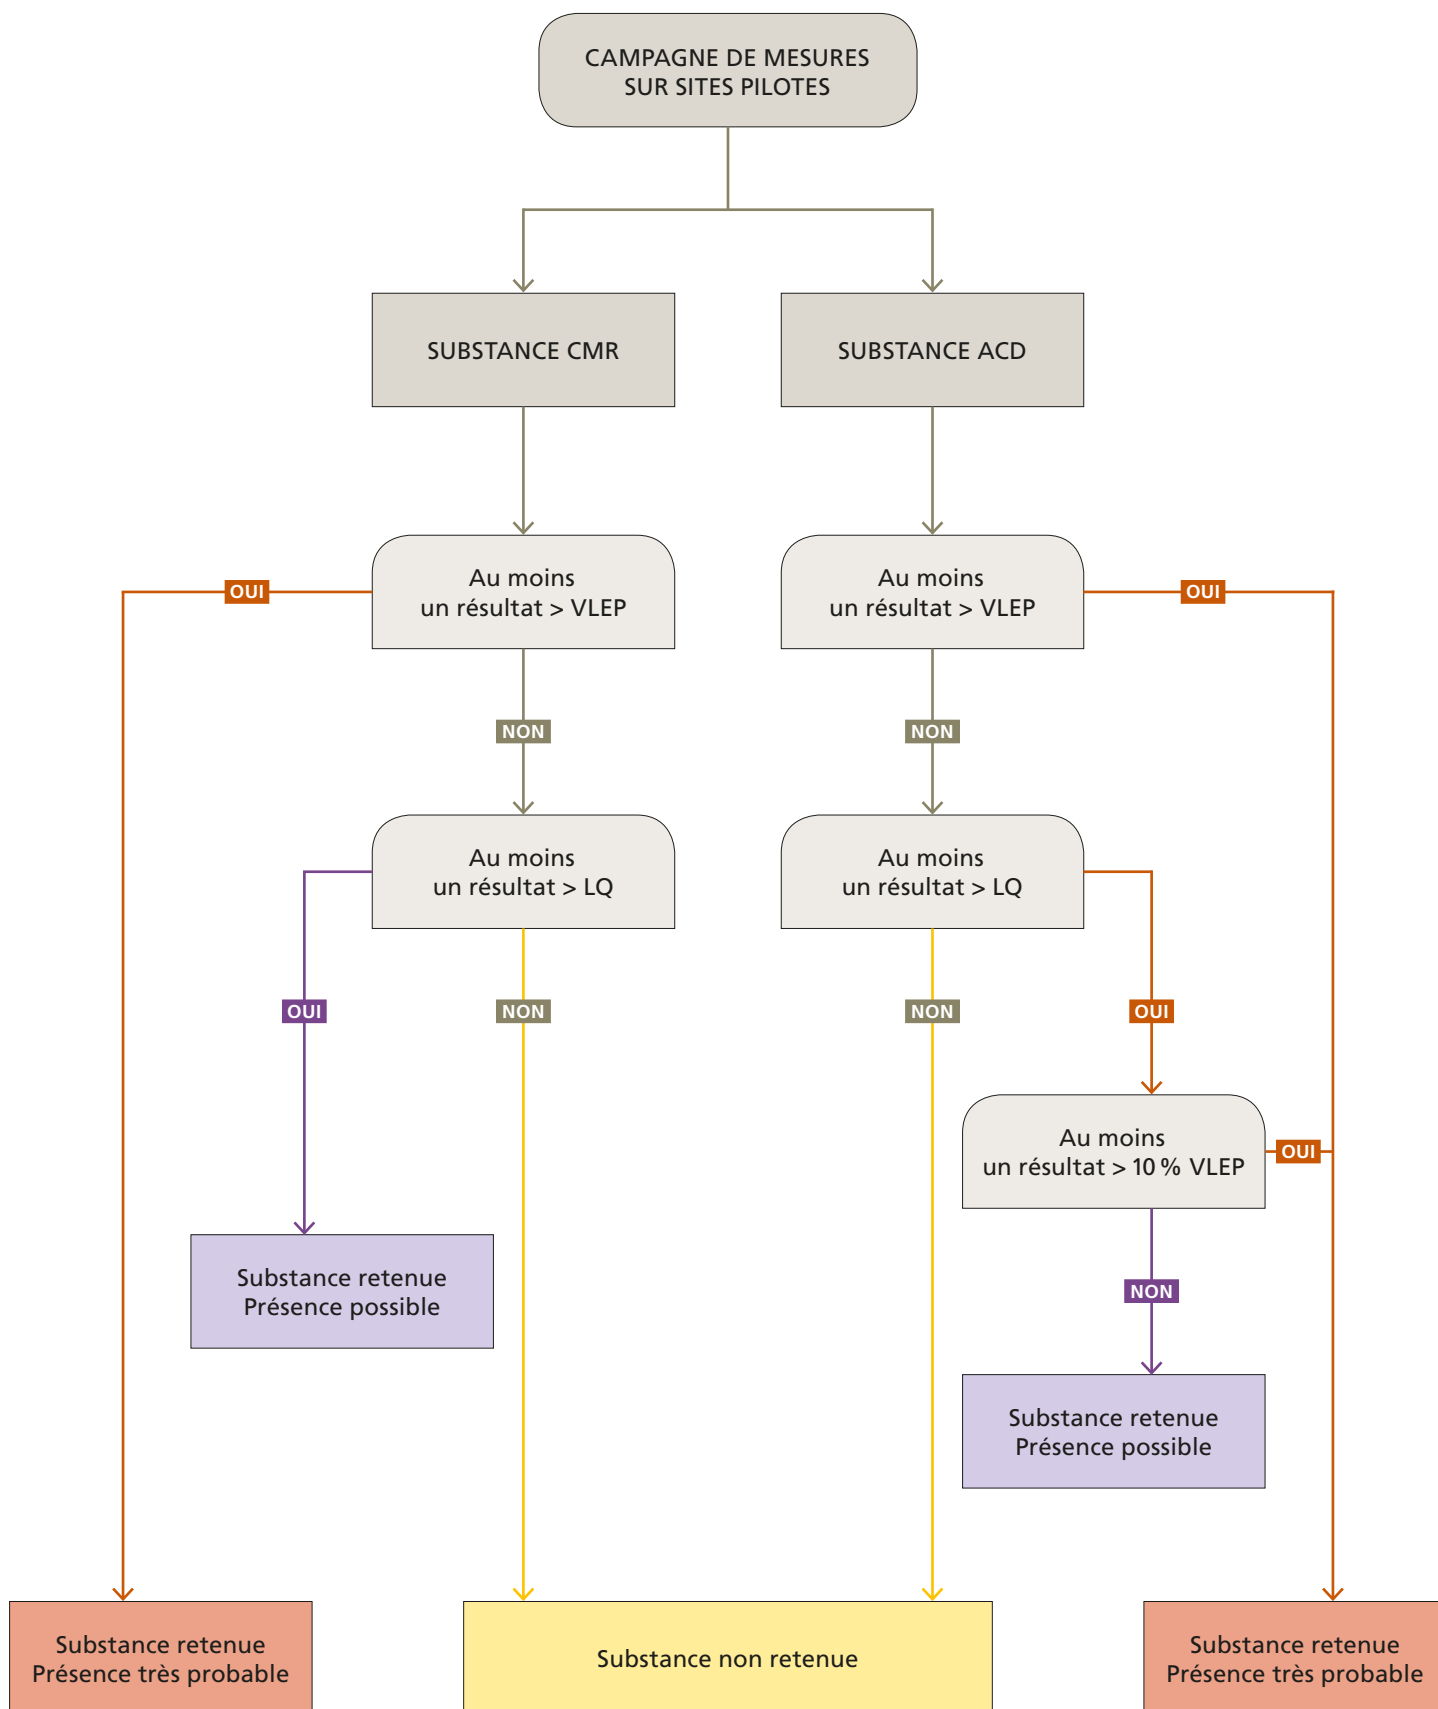 CAMPAGNE DE MESURES
SUR SITES PILOTES
SUBSTANCE CMR
SUBSTANCE ACD
Au moins
un résultat > VLEP
Au moins
un résultat > VLEP
OUI
OUI
NON
NON
Au moins
un résultat > LQ
Au moins
un résultat > LQ
OUI
NON
NON
OUI
Au moins
un résultat > 10 % VLEP
OUI
Substance retenue
Présence possible
NON
Substance retenue
Présence possible
Substance retenue
Présence très probable
Substance non retenue
Substance retenue
Présence très probable